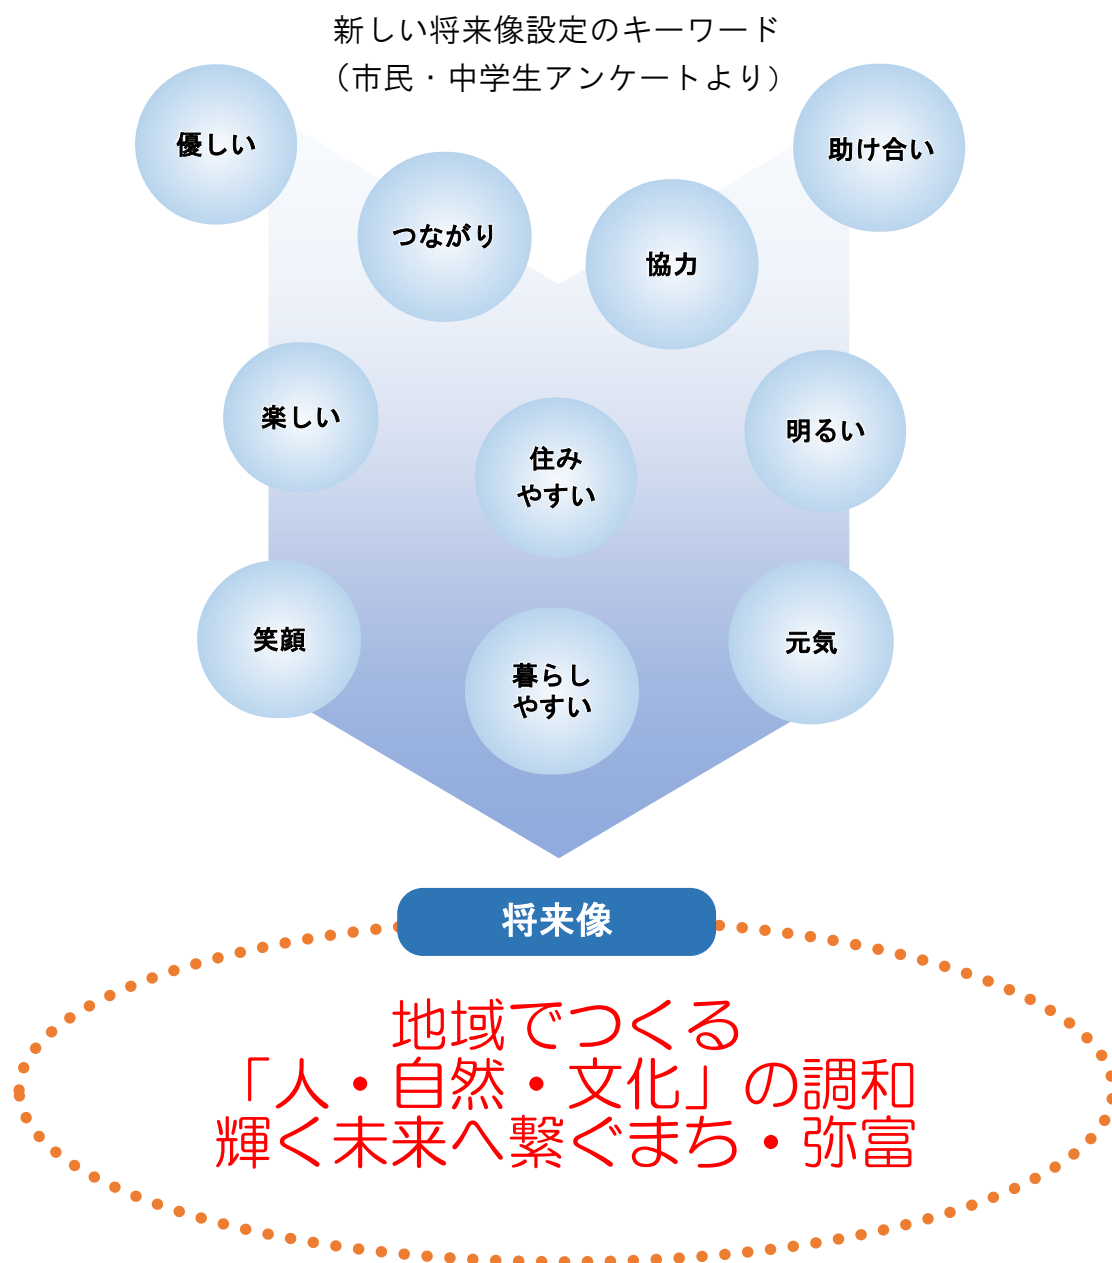 新しい将来像設定のキーワード
（市民・中学生アンケートより）
優しい
助け合い
つながり
協力
楽しい
明るい
住み
やすい
笑顔
元気
暮らし
やすい
将来像
地域でつくる
「人・自然・文化」の調和
輝く未来へ繋ぐまち・弥富